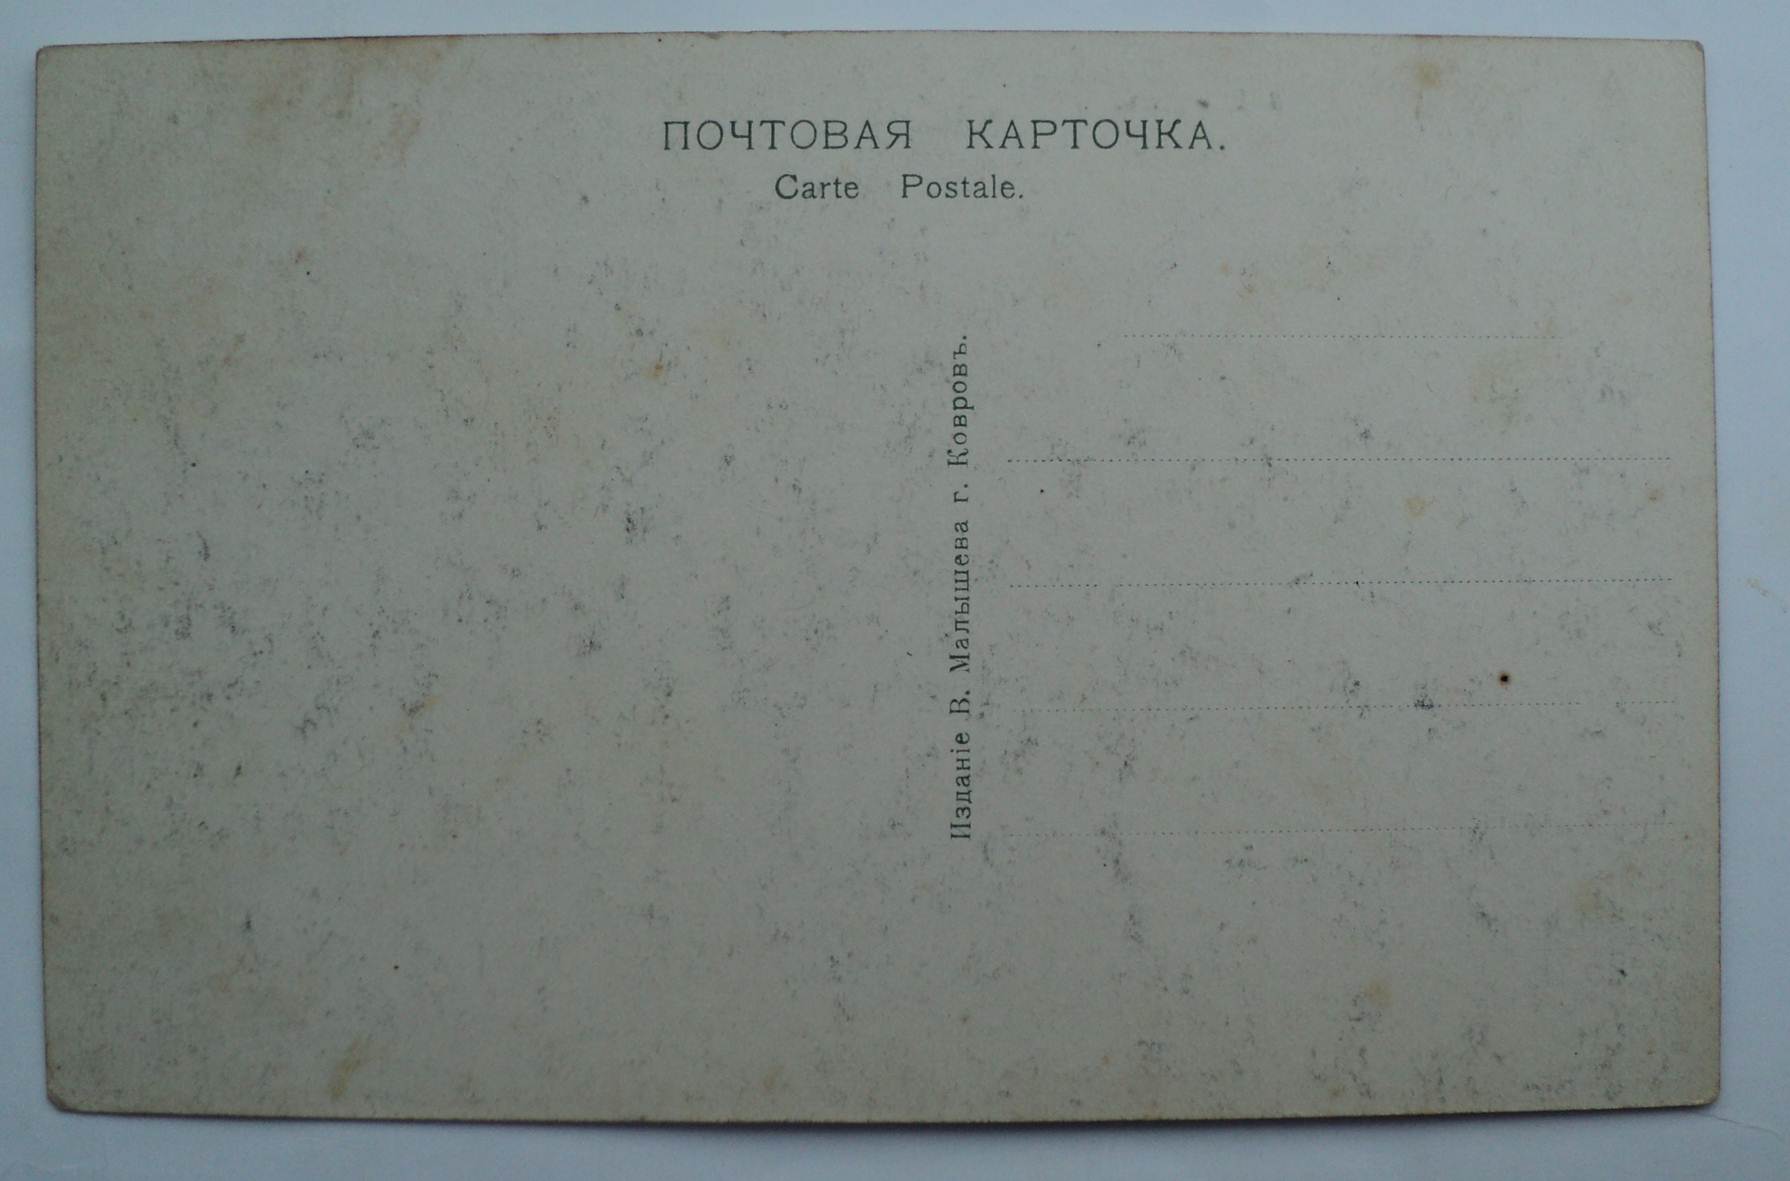 ПОЧТОВАЯ КАРТОЧКА.
Carte Postale.
Изданіе В. Малышева г. Ковровъ.